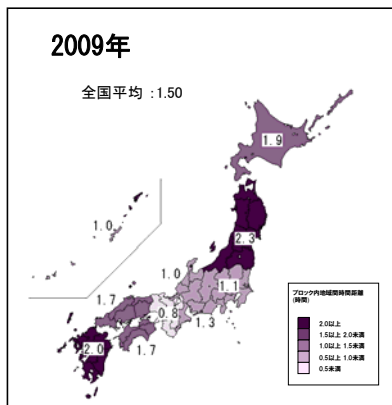 2009年
全国平均 :1.50
1.9
1.0
2.3
1.0
1.1
1.7
0.8
1.3
2.0
1.7
ブロック内地域間時間距離
(時間)
2.0以上
1.5以上 2.0未満
1.0以上 1.5未満
0.5以上 1.0未満
0.5未満